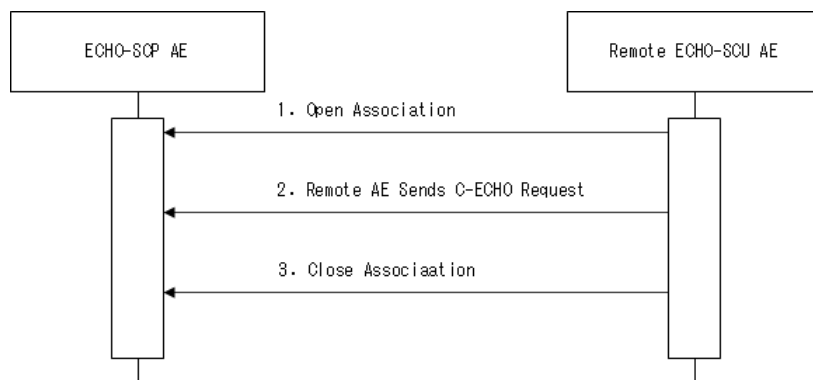 ECHO-SCP AE
Remote ECHO-SCU AE
1. Open Association
2. Remote AE Sends C-ECHO Request
3. Close Associaation